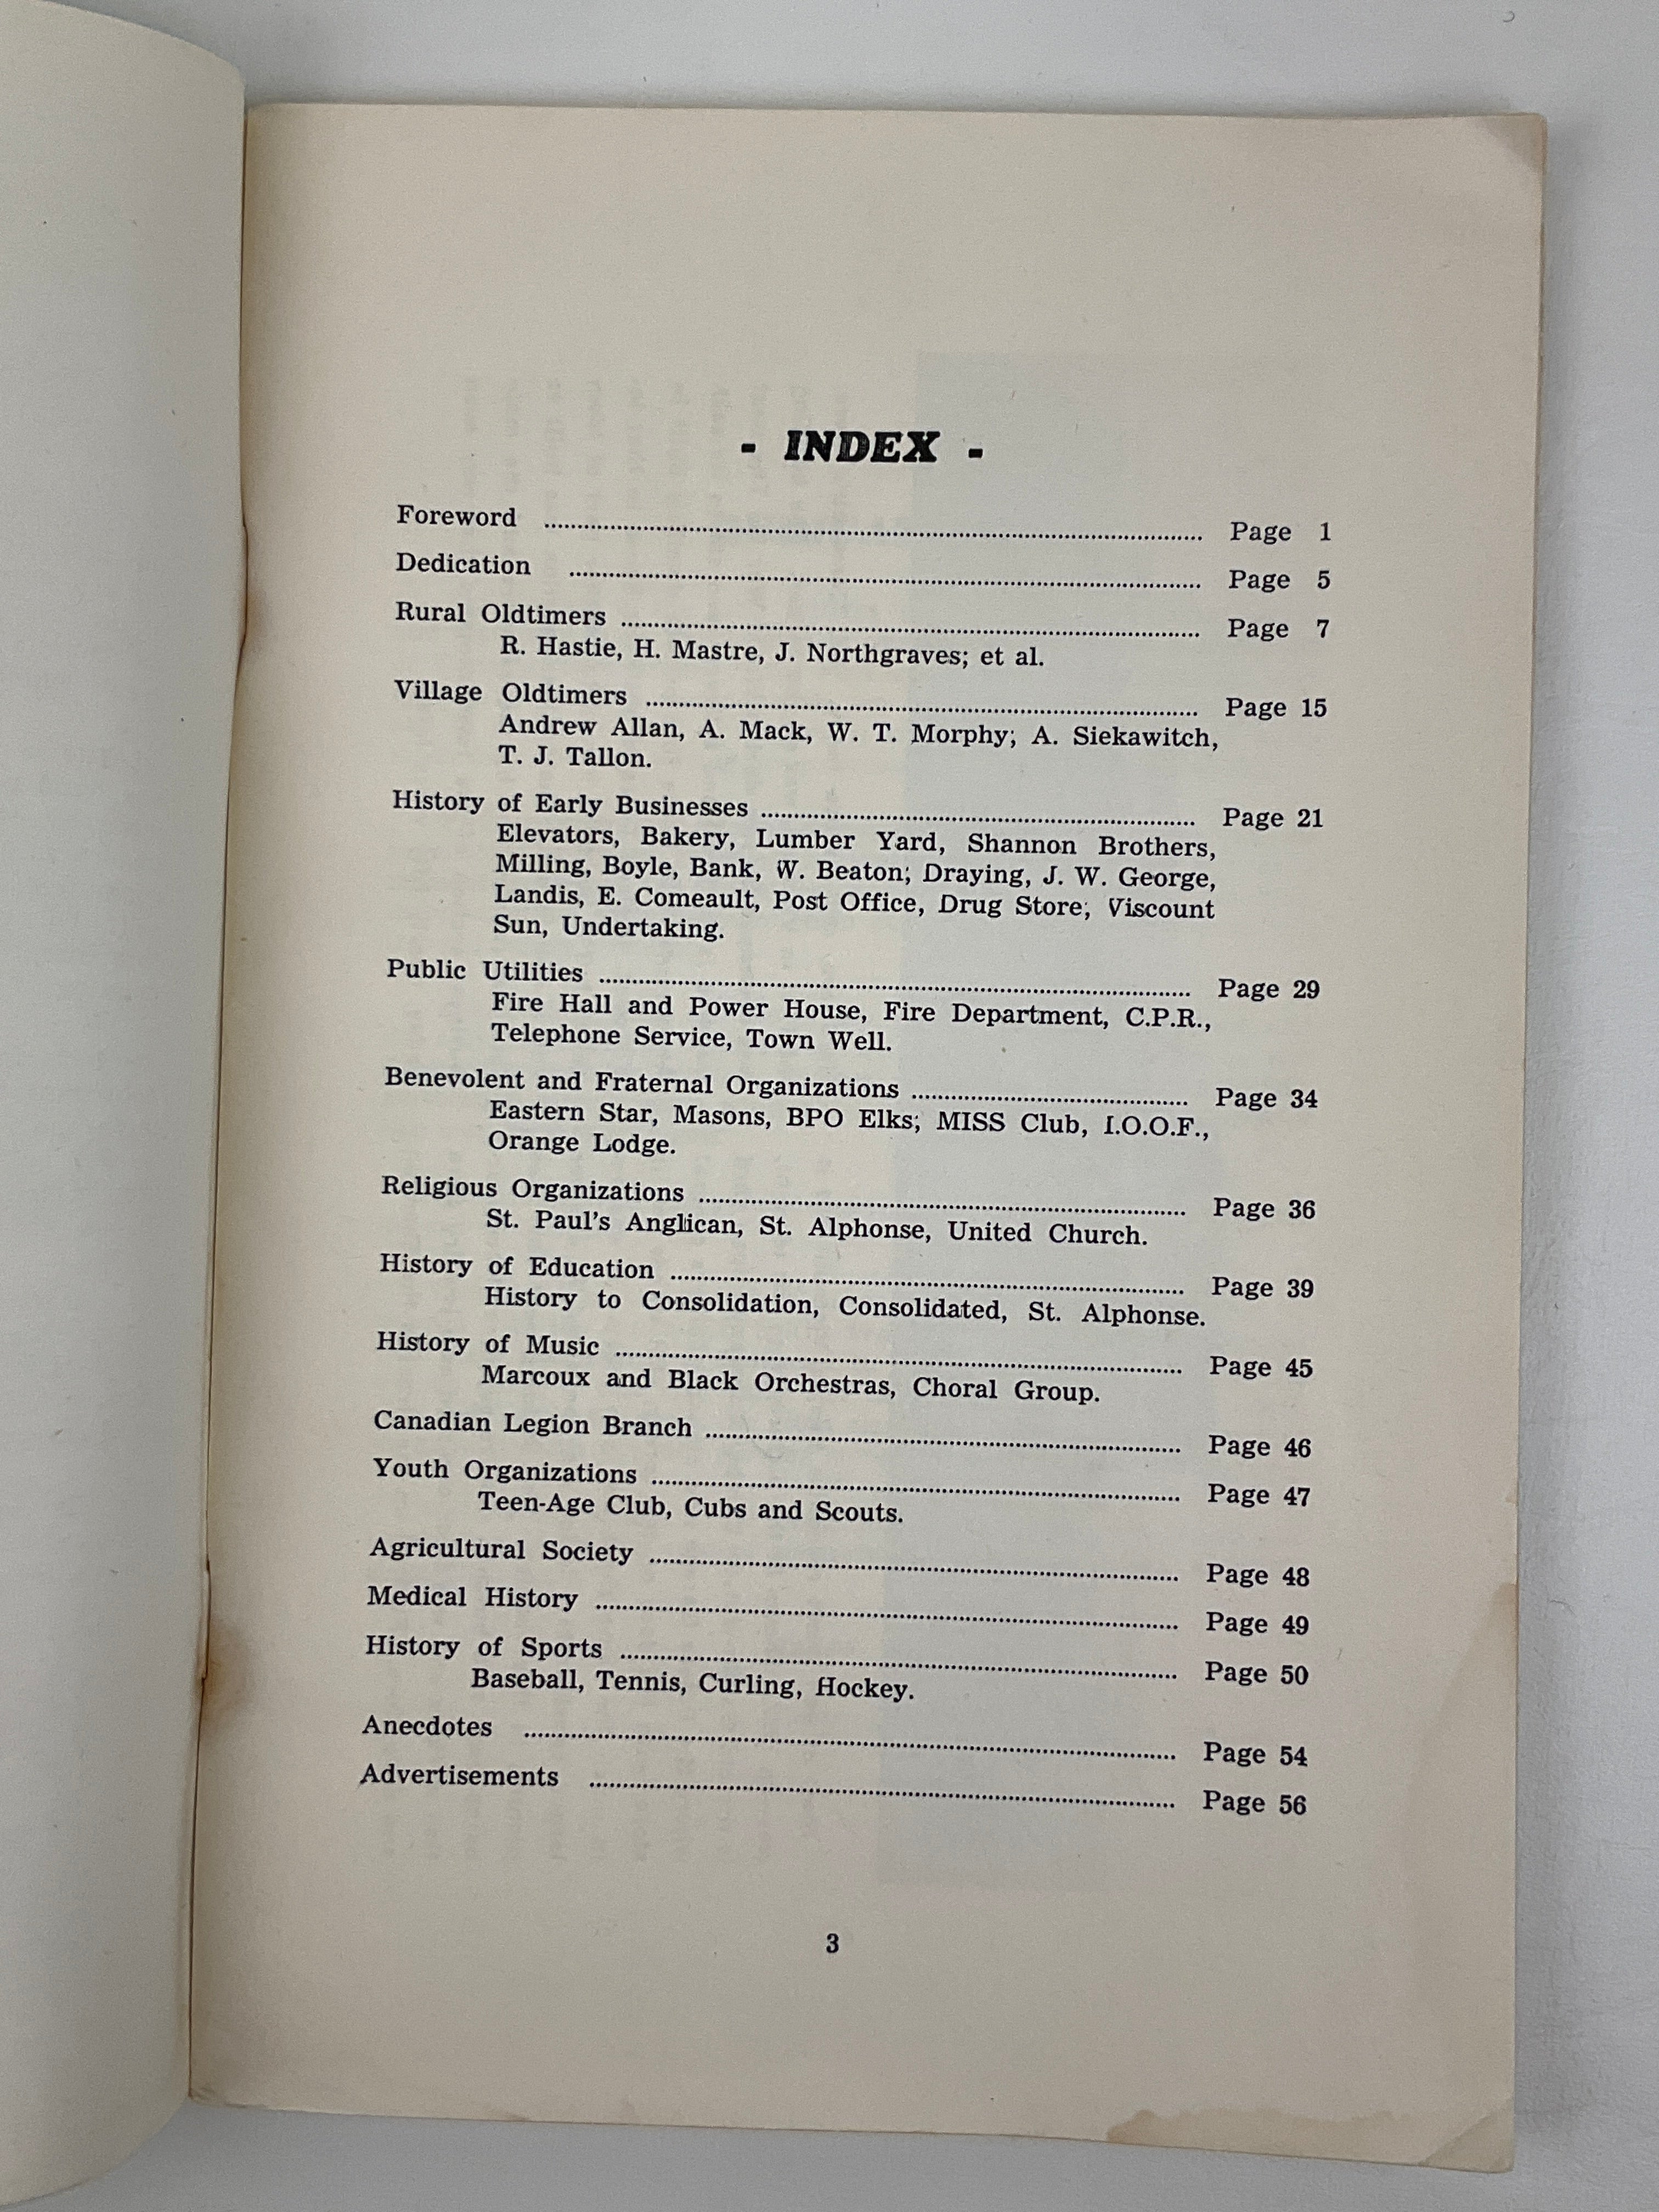 - INDEX -
Foreword ........ Page 1
Dedication ........ Page 5
Rural Oldtimers ........ Page 7
R. Hastie, H. Mastre, J. Northgraves; et al.
Village Oldtimers ........ Page 15
Andrew Allan, A. Mack, W. T. Morphy; A. Siekawitch,
T. J. Tallon.
History of Early Businesses ........ Page 21
Elevators, Bakery, Lumber Yard, Shannon Brothers,
Milling, Boyle, Bank, W. Beaton; Draying, J. W. George,
Landis, E. Comeault, Post Office, Drug Store; Viscount
Sun, Undertaking.
Public Utilities ........ Page 29
Fire Hall and Power House, Fire Department, C.P.R.,
Telephone Service, Town Well.
Benevolent and Fraternal Organizations ........ Page 34
Eastern Star, Masons, BPO Elks; MISS Club, I.O.O.F.,
Orange Lodge.
Religious Organizations ........ Page 36
St. Paul's Anglican, St. Alphonse, United Church.
History of Education ........ Page 39
History to Consolidation, Consolidated, St. Alphonse.
History of Music ........ Page 45
Marcoux and Black Orchestras, Choral Group.
Canadian Legion Branch ........ Page 46
Youth Organizations ........ Page 47
Teen-Age Club, Cubs and Scouts.
Agricultural Society ........ Page 48
Medical History ........ Page 49
History of Sports ........ Page 50
Baseball, Tennis, Curling, Hockey.
Anecdotes ........ Page 54
Advertisements ........ Page 56
3